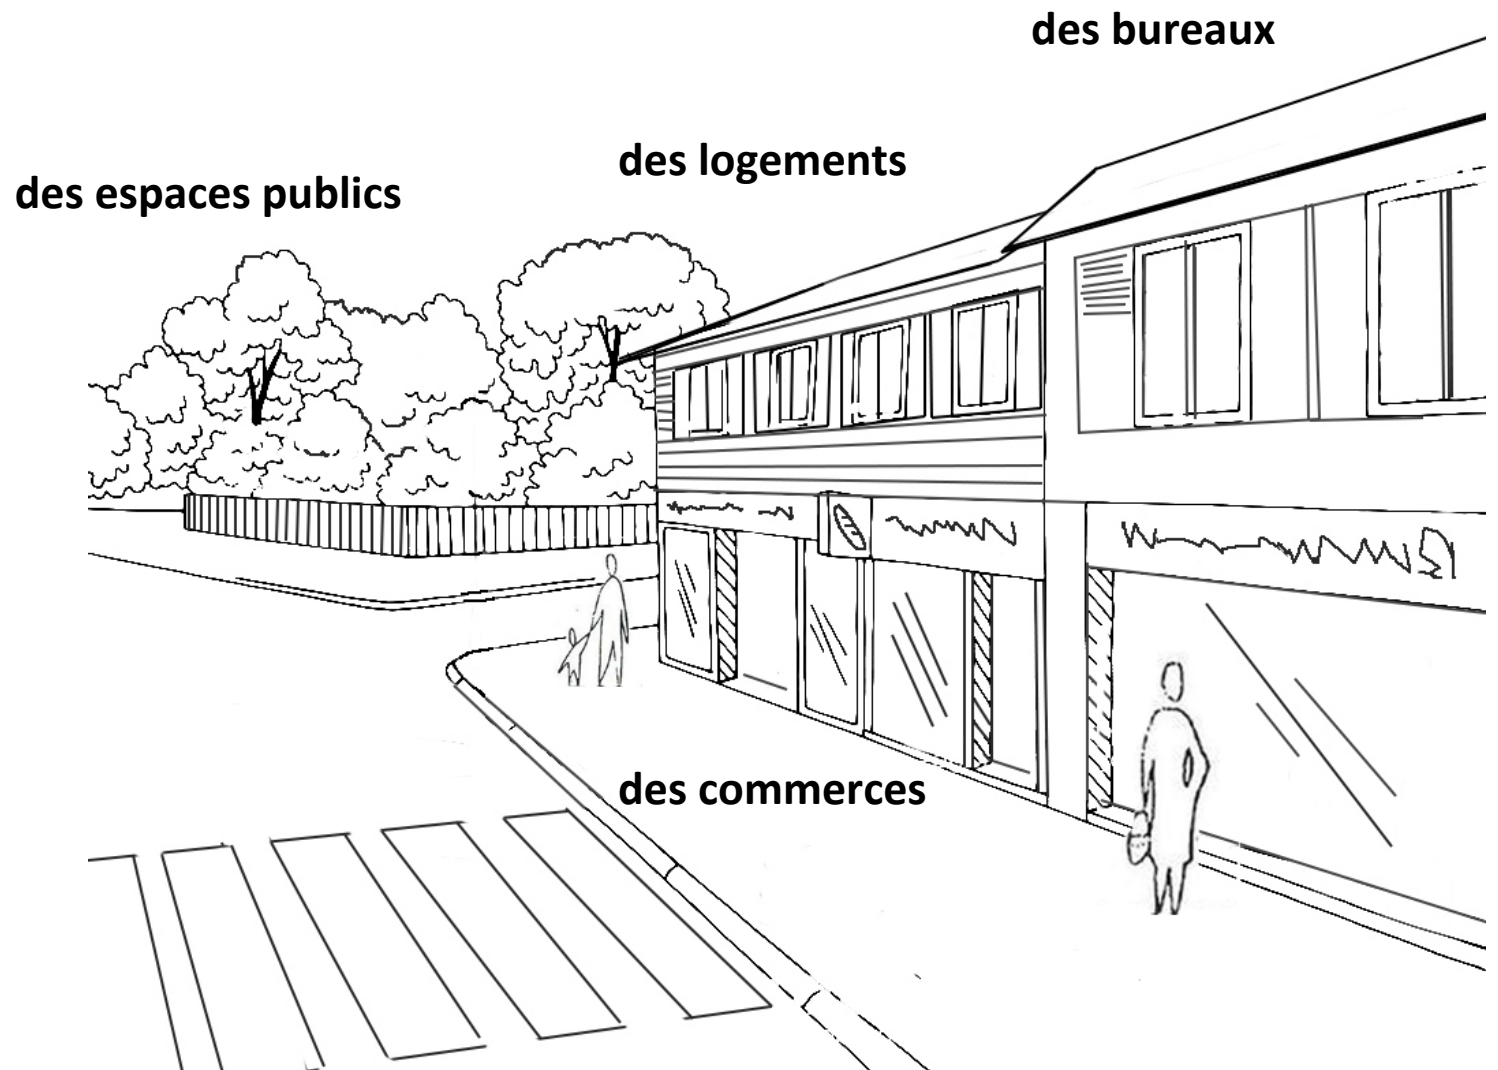 des bureaux
des logements
des espaces publics
des commerces